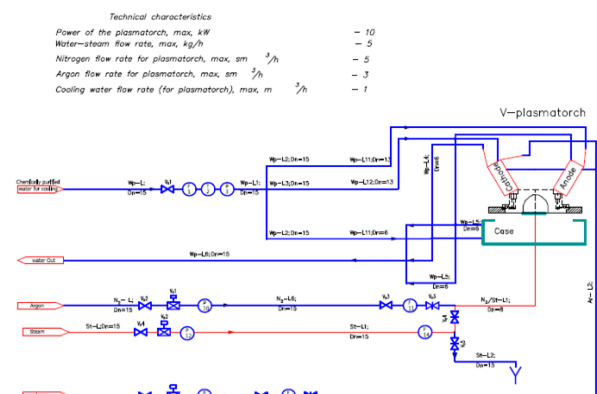 Technical characteristics
Power of the plasmatorch, max, kW – 10
Water–steam flow rate, max, kg/h – 5
Nitrogen flow rate for plasmatorch, max, sm ³/h – 5
Argon flow rate for plasmatorch, max, sm ³/h – 3
Cooling water flow rate (for plasmatorch), max, m ³/h – 1
V–plasmatorch
Wp–L2;Dn=15
Wp–L11;Dn=13
Wp–L4;
Dn=6
Chemically purified
water for cooling
Wp–L;
Dn=15
Wp–L1;
Dn=15
Wp–L3;Dn=15
Wp–L12;Dn=13
Cathode
Anode
Wp–L2;Dn=15
Wp–L11;Dn=6
Wp–L5;
Dn=6
Case
Wp–L6;Dn=15
water Out
Wp–L5;
Dn=6
Ar–L2;
Argon
N₂–L;
Dn=15
10
N₂–L6;
Dn=15
11
N₂/St–L1;
Dn=8
Steam
St–L;Dn=15
12
St–L1;
Dn=15
14
St–L2;
Dn=15